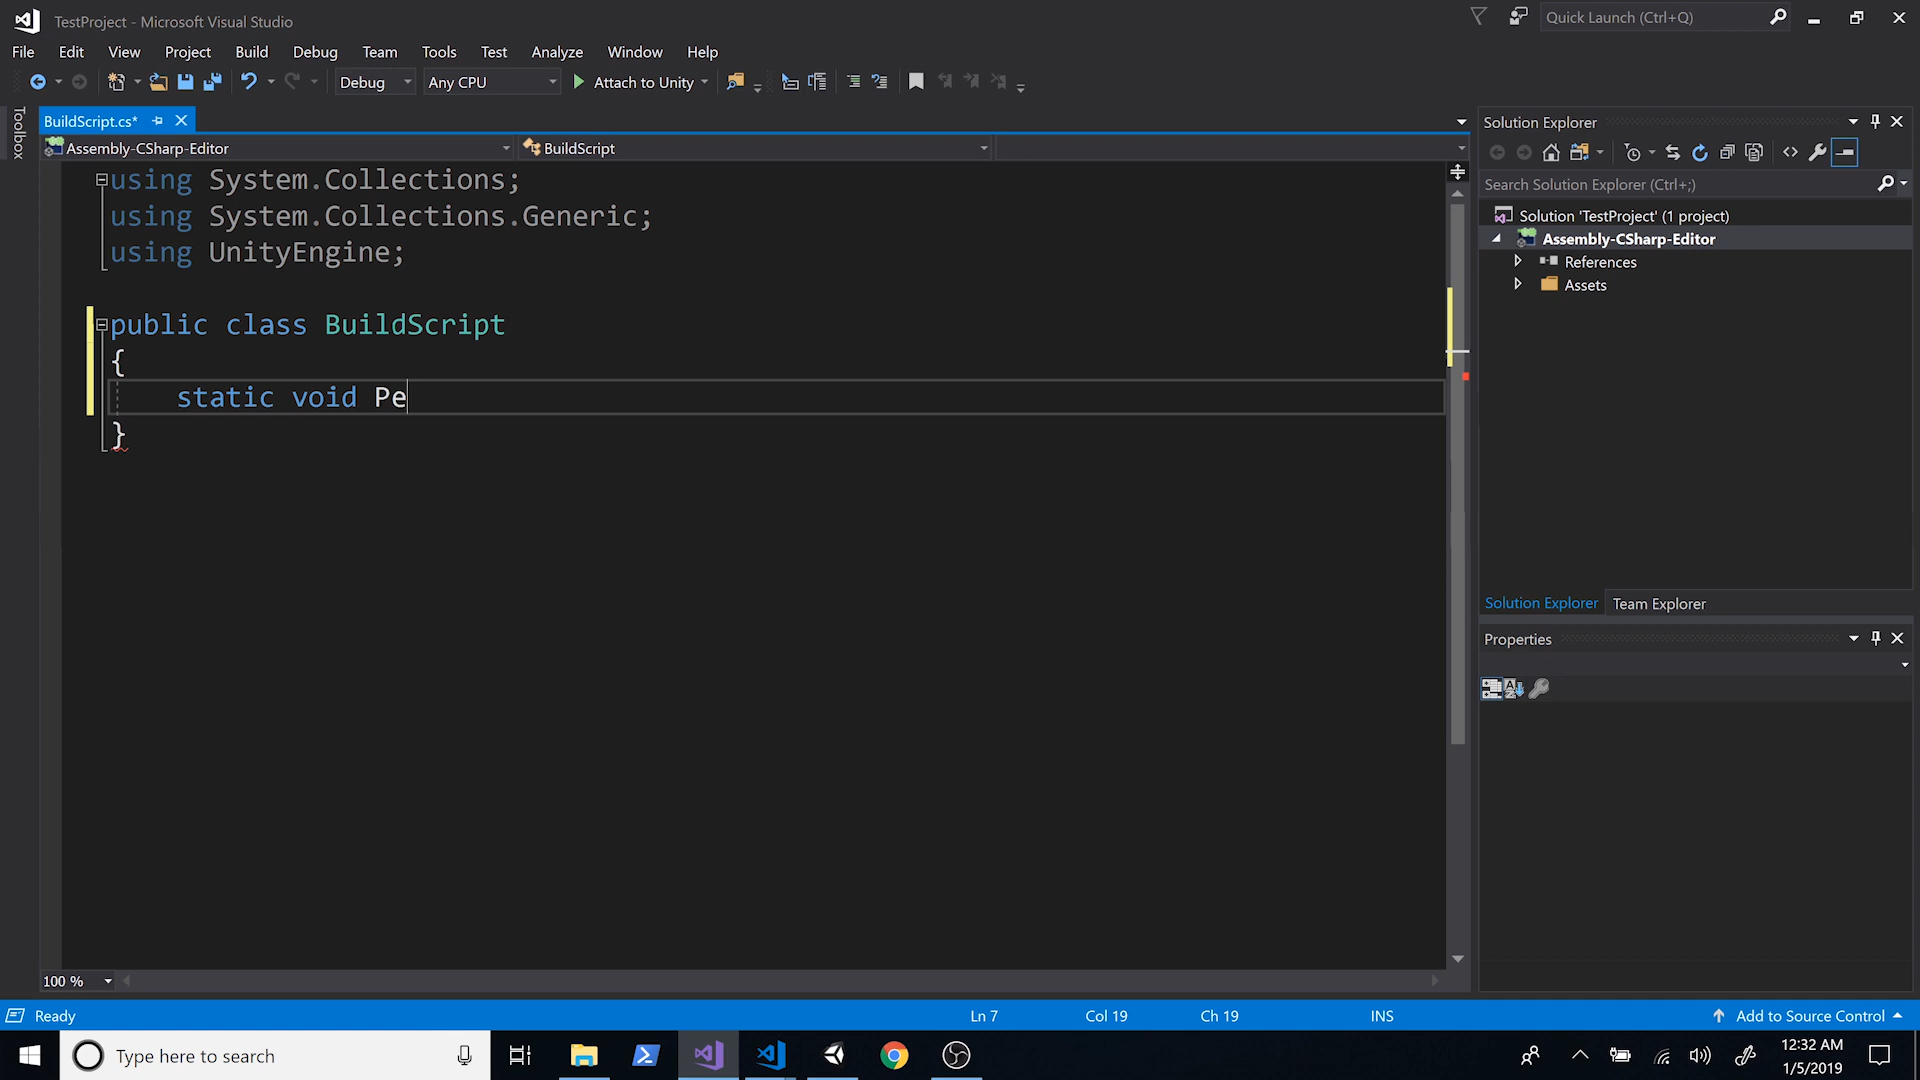 TestProject - Microsoft Visual Studio
Quick Launch (Ctrl+Q)
File Edit View Project Build Debug Team Tools Test Analyze Window Help
Debug Any CPU Attach to Unity
Toolbox
BuildScript.cs*
Assembly-CSharp-Editor BuildScript
using System.Collections;
using System.Collections.Generic;
using UnityEngine;
public class BuildScript
{
static void Pe
}
100 %
Solution Explorer
Search Solution Explorer (Ctrl+;)
Solution 'TestProject' (1 project)
Assembly-CSharp-Editor
References
Assets
Solution Explorer Team Explorer
Properties
Ready Ln 7 Col 19 Ch 19 INS Add to Source Control
Type here to search
12:32 AM
1/5/2019